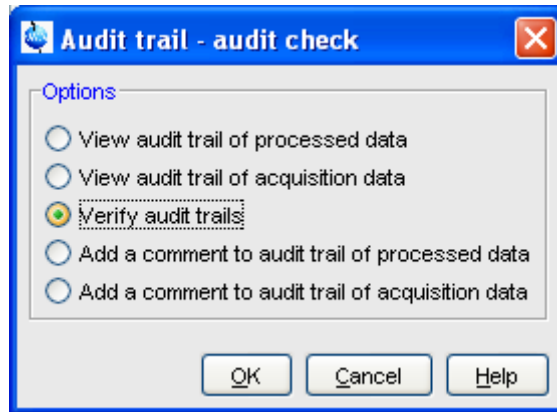 Audit trail - audit check
Options
View audit trail of processed data
View audit trail of acquisition data
Verify audit trails
Add a comment to audit trail of processed data
Add a comment to audit trail of acquisition data
OK Cancel Help